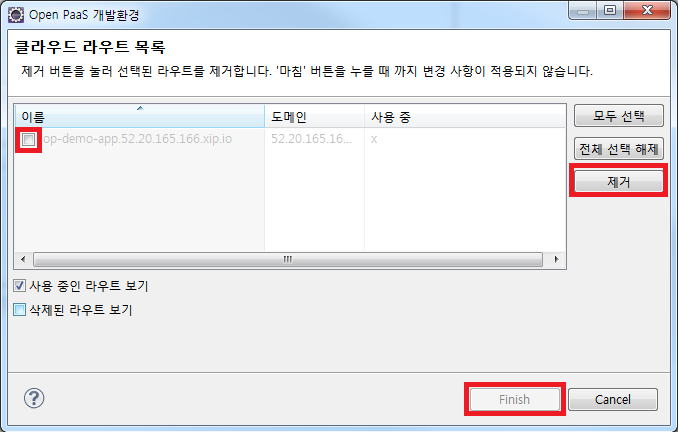 Open PaaS 개발환경
클라우드 라우트 목록
제거 버튼을 눌러 선택된 라우트를 제거합니다. '마침' 버튼을 누를 때 까지 변경 사항이 적용되지 않습니다.
이름 도메인 사용 중
op-demo-app.52.20.165.166.xip.io 52.20.165.16... x
모두 선택
전체 선택 해제
제거
사용 중인 라우트 보기
삭제된 라우트 보기
?
Finish Cancel